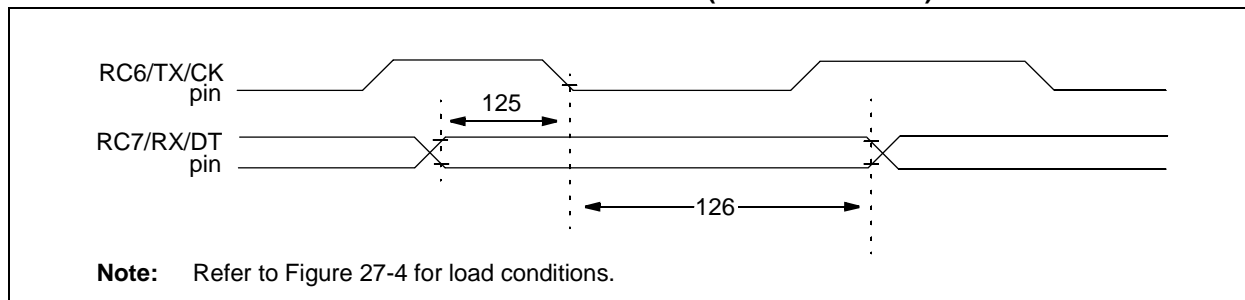 RC6/TX/CK
pin
125
RC7/RX/DT
pin
126
Note: Refer to Figure 27-4 for load conditions.